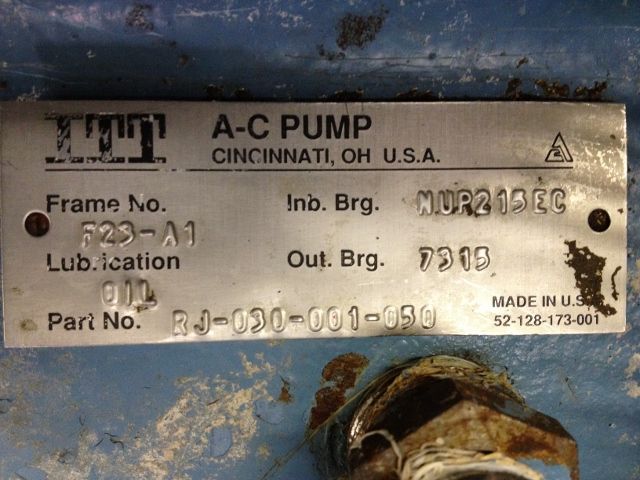 ITT A-C PUMP
CINCINNATI, OH U.S.A.
Frame No. F23-A1
Inb. Brg. NUP215EC
Lubrication OIL
Out. Brg. 7315
Part No. RJ-030-001-050
MADE IN U.S.A.
52-128-173-001